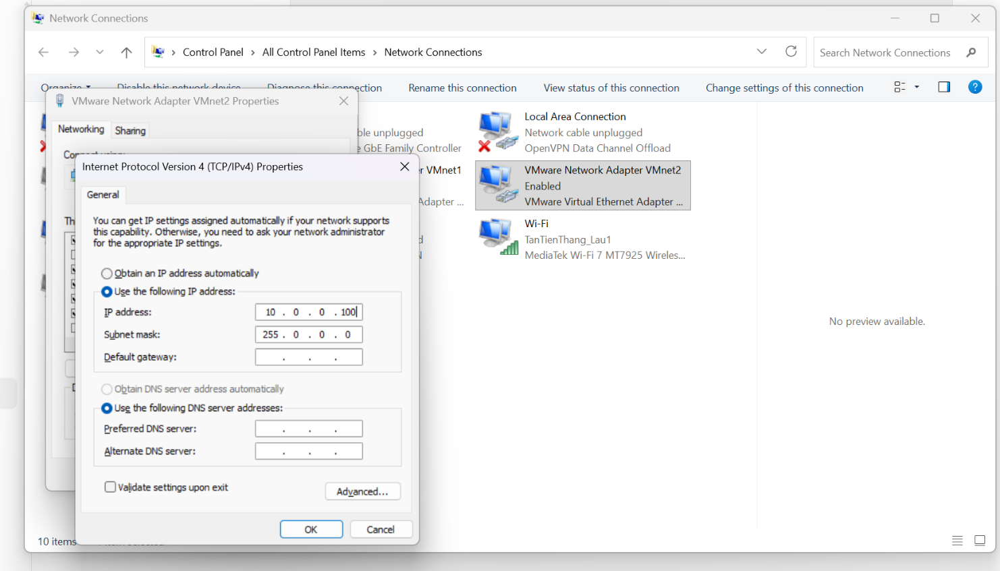 Network Connections
Control Panel > All Control Panel Items > Network Connections
Search Network Connections
Organize Disable this network device Diagnose this connection Rename this connection View status of this connection Change settings of this connection
VMware Network Adapter VMnet2 Properties
Networking
Sharing
Connect using:
ble unplugged
GbE Family Controller
r VMnet1
Adapter ...
Local Area Connection
Network cable unplugged
OpenVPN Data Channel Offload
VMware Network Adapter VMnet2
Enabled
VMware Virtual Ethernet Adapter ...
Wi-Fi
TanTienThang_Lau1
MediaTek Wi-Fi 7 MT7925 Wireles...
No preview available.
Th
Internet Protocol Version 4 (TCP/IPv4) Properties
General
You can get IP settings assigned automatically if your network supports
this capability. Otherwise, you need to ask your network administrator
for the appropriate IP settings.
Obtain an IP address automatically
Use the following IP address:
IP address: 10 . 0 . 0 . 100
Subnet mask: 255 . 0 . 0 . 0
Default gateway: . . .
Obtain DNS server address automatically
Use the following DNS server addresses:
Preferred DNS server: . . .
Alternate DNS server: . . .
Validate settings upon exit
Advanced...
OK
Cancel
10 items